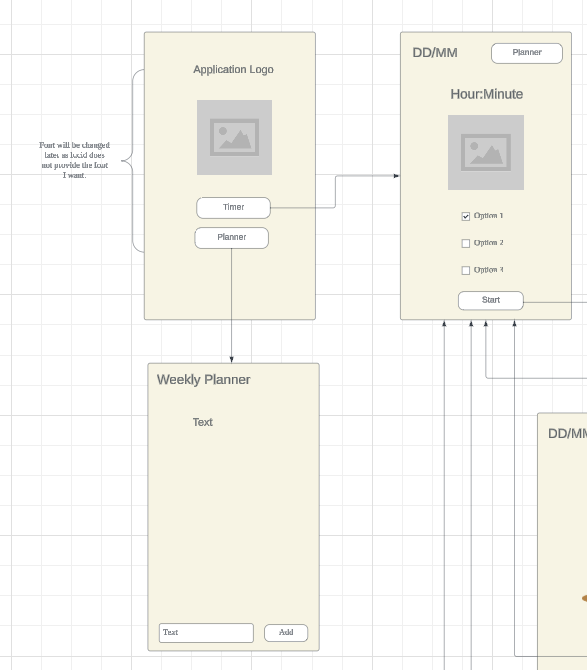 Application Logo
Font will be changed
later as lucid does
not provide the font
I want.
Timer
Planner
DD/MM
Planner
Hour:Minute
Option 1
Option 2
Option 3
Start
Weekly Planner
Text
Text
Add
DD/MM